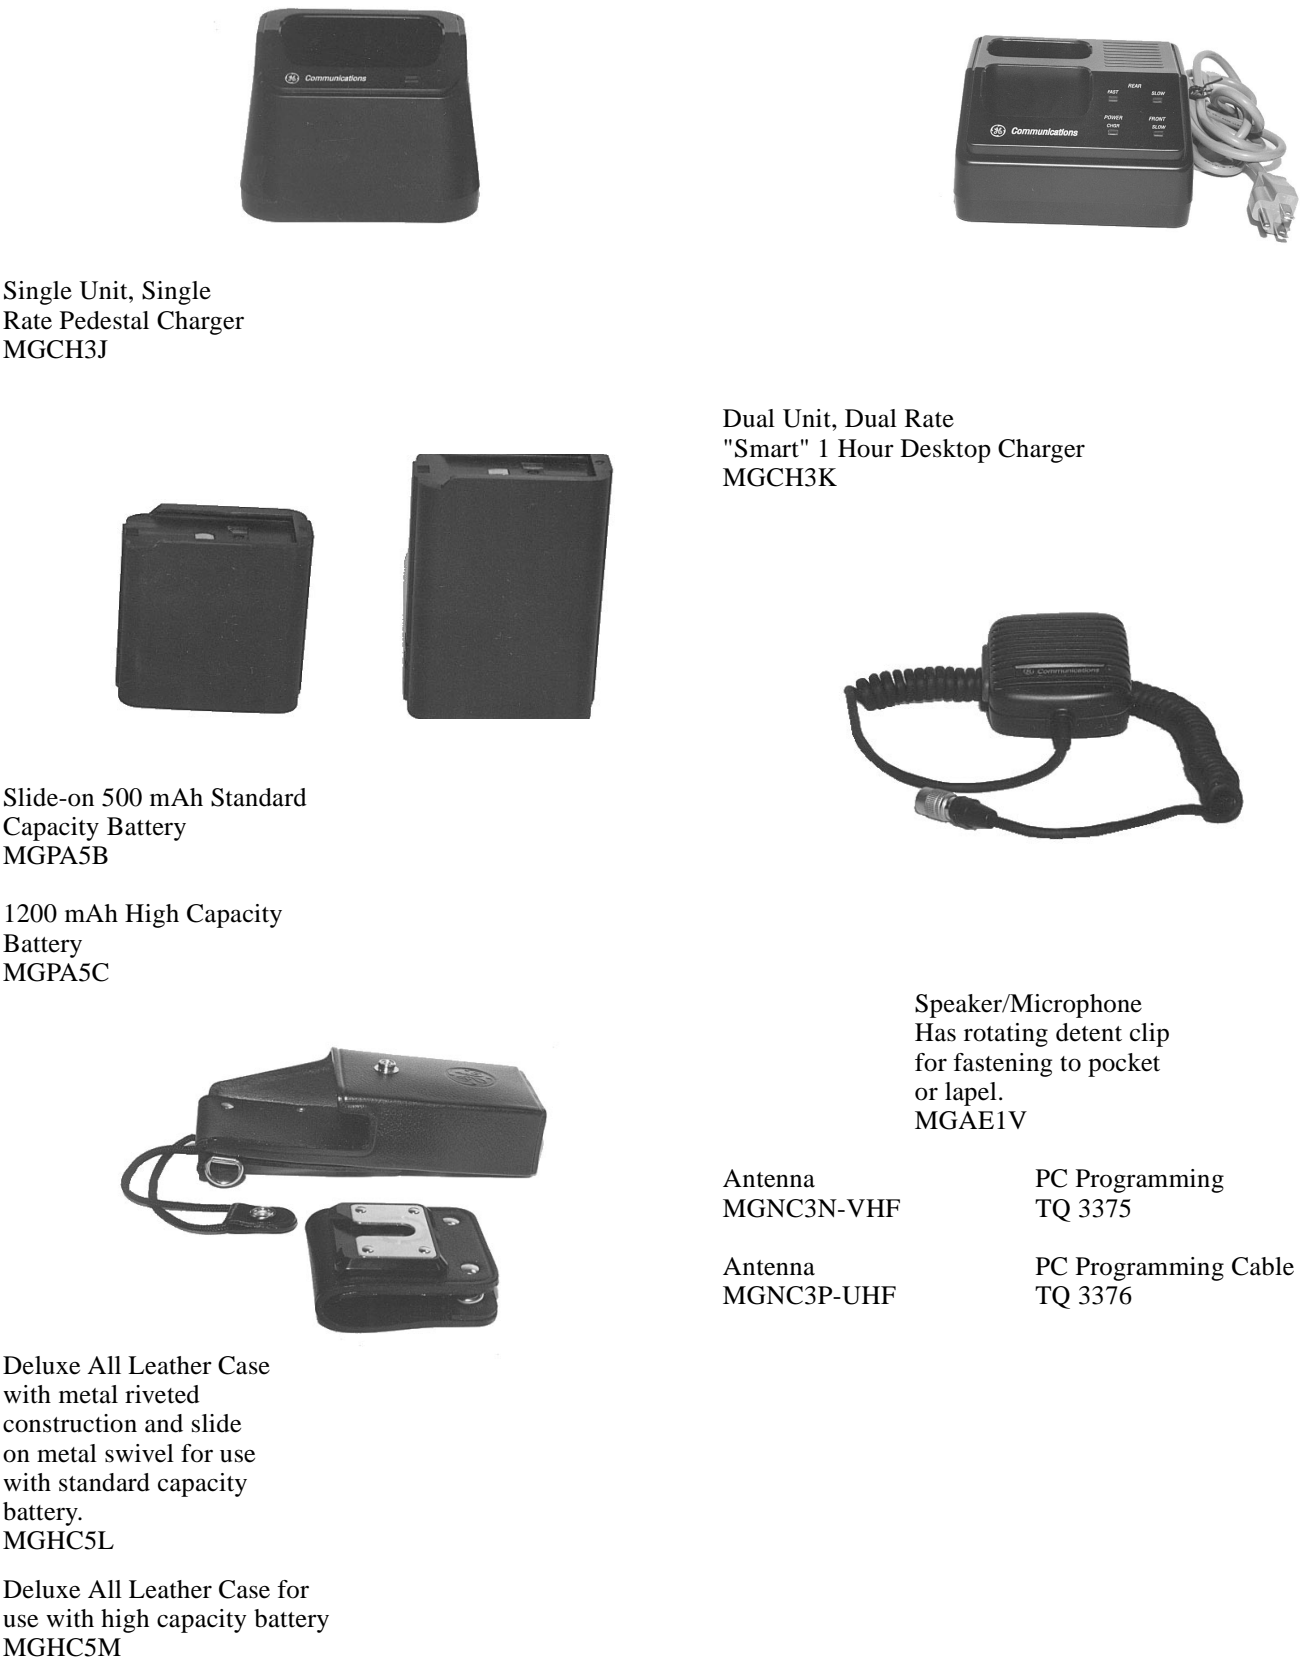 GE Communications
Single Unit, Single
Rate Pedestal Charger
MGCH3J
REAR
FAST
SLOW
POWER
FRONT
CHGR
SLOW
GE Communications
Dual Unit, Dual Rate
"Smart" 1 Hour Desktop Charger
MGCH3K
Slide-on 500 mAh Standard
Capacity Battery
MGPA5B
1200 mAh High Capacity
Battery
MGPA5C
GE Communications
Speaker/Microphone
Has rotating detent clip
for fastening to pocket
or lapel.
MGAE1V
Antenna
MGNC3N-VHF
PC Programming
TQ 3375
Antenna
MGNC3P-UHF
PC Programming Cable
TQ 3376
Deluxe All Leather Case
with metal riveted
construction and slide
on metal swivel for use
with standard capacity
battery.
MGHC5L
Deluxe All Leather Case for
use with high capacity battery
MGHC5M